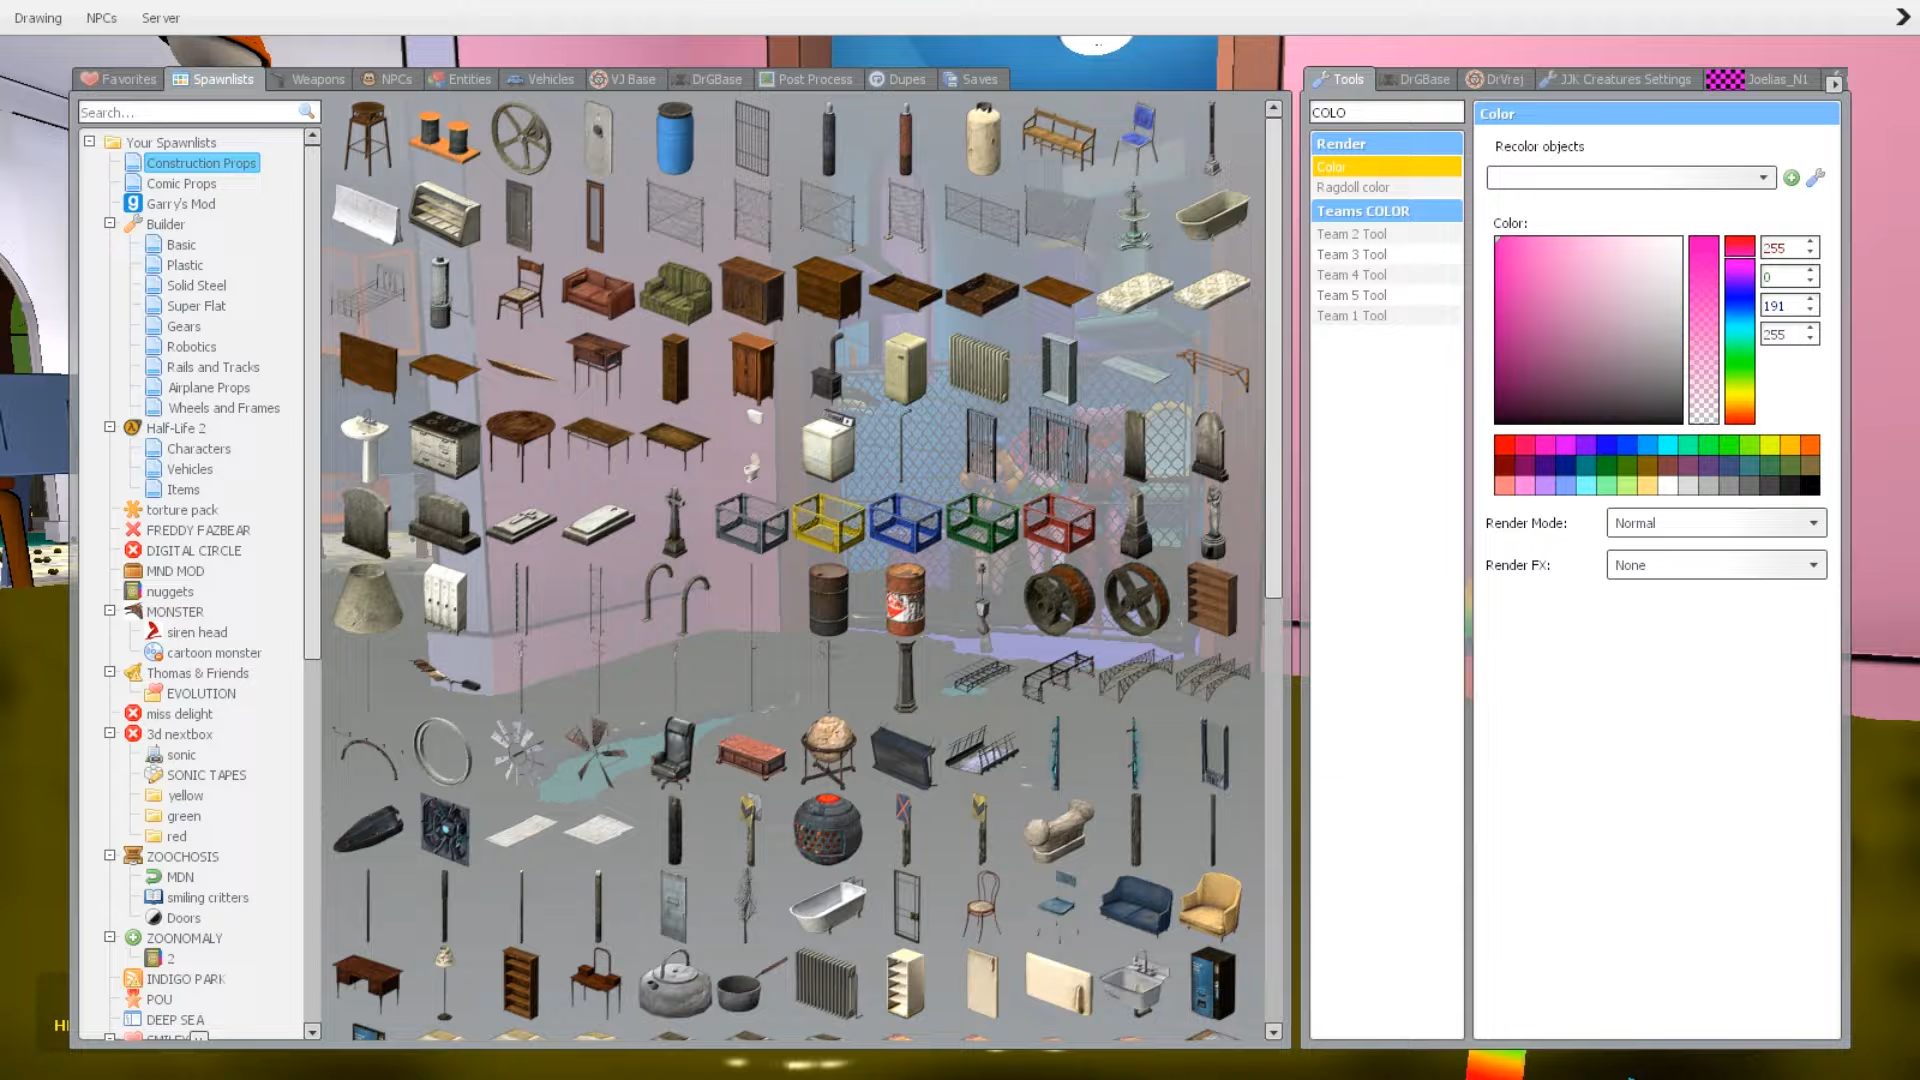 Drawing NPCs Server
Favorites Spawnlists Weapons NPCs Entities Vehicles VJ Base DrGBase Post Process Dupes Saves
Search...
Your Spawnlists
Construction Props
Comic Props
Garry's Mod
Builder
Basic
Plastic
Solid Steel
Super Flat
Gears
Robotics
Rails and Tracks
Airplane Props
Wheels and Frames
Half-Life 2
Characters
Vehicles
Items
torture pack
FREDDY FAZBEAR
DIGITAL CIRCLE
MND MOD
nuggets
MONSTER
siren head
cartoon monster
Thomas & Friends
EVOLUTION
miss delight
3d nextbox
sonic
SONIC TAPES
yellow
green
red
ZOOCHOSIS
MDN
smiling critters
Doors
ZOONOMALY
2
INDIGO PARK
POU
DEEP SEA
Tools DrGBase DrVrej JJK Creatures Settings Joelias_N1
COLO
Render
Color
Ragdoll color
Teams COLOR
Team 2 Tool
Team 3 Tool
Team 4 Tool
Team 5 Tool
Team 1 Tool
Color
Recolor objects
Color:
255
0
191
255
Render Mode: Normal
Render FX: None